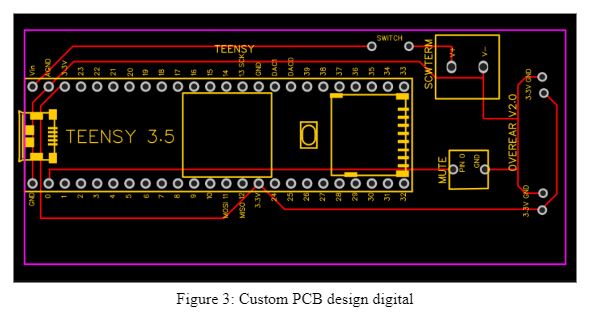 SWITCH
TEENSY
SCWTERM
V+
V-
Vin
AGND
3.3V
23
22
21
20
19
18
17
16
15
14
13 SCK
GND
DAC1
DAC0
39
38
37
36
35
34
33
TEENSY 3.5
3.3V GND
OVEREAR V2.0
MUTE
PIN 0
GND
GND
0
1
2
3
4
5
6
7
8
9
10
MOSI 11
MISO 12
3.3V
24
25
26
27
28
29
30
31
32
3.3V GND
Figure 3: Custom PCB design digital